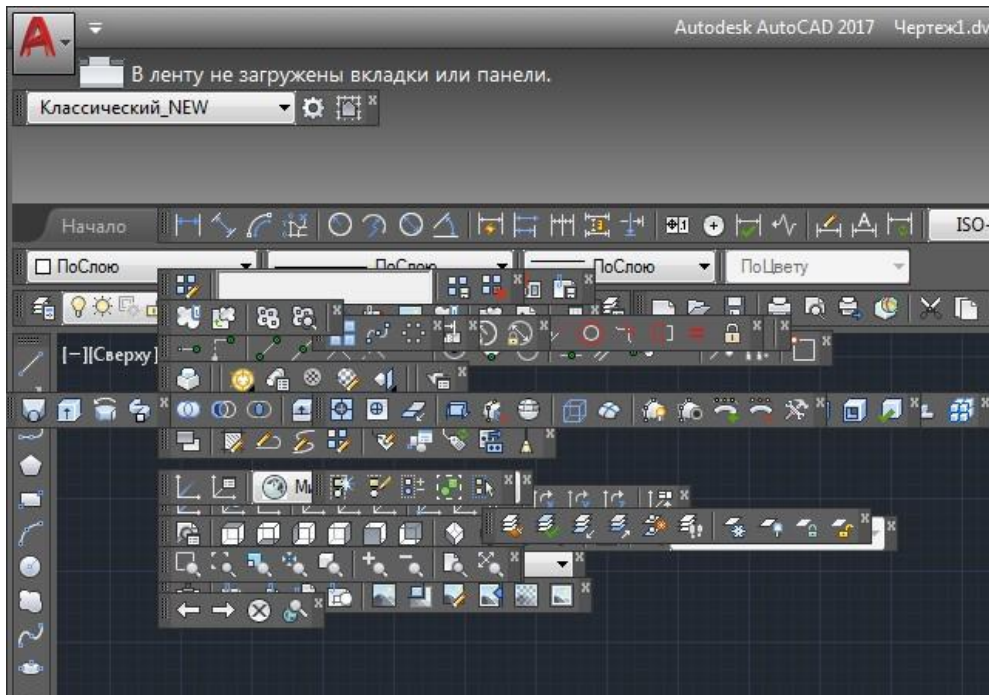 Autodesk AutoCAD 2017 Чертеж1.dw
В ленту не загружены вкладки или панели.
Классический_NEW
Начало
ISO-
ПоСлою
ПоСлою
ПоСлою
ПоЦвету
[−][Сверху]